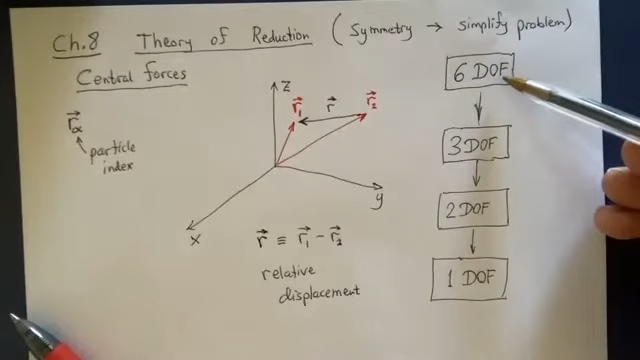 Ch.8 Theory of Reduction (Symmetry → simplify problem)
Central forces
r⃗α
particle
index
z
r⃗1
r⃗
r⃗2
x
y
r⃗ ≡ r⃗1 − r⃗2
relative
displacement
6 DOF
3 DOF
2 DOF
1 DOF